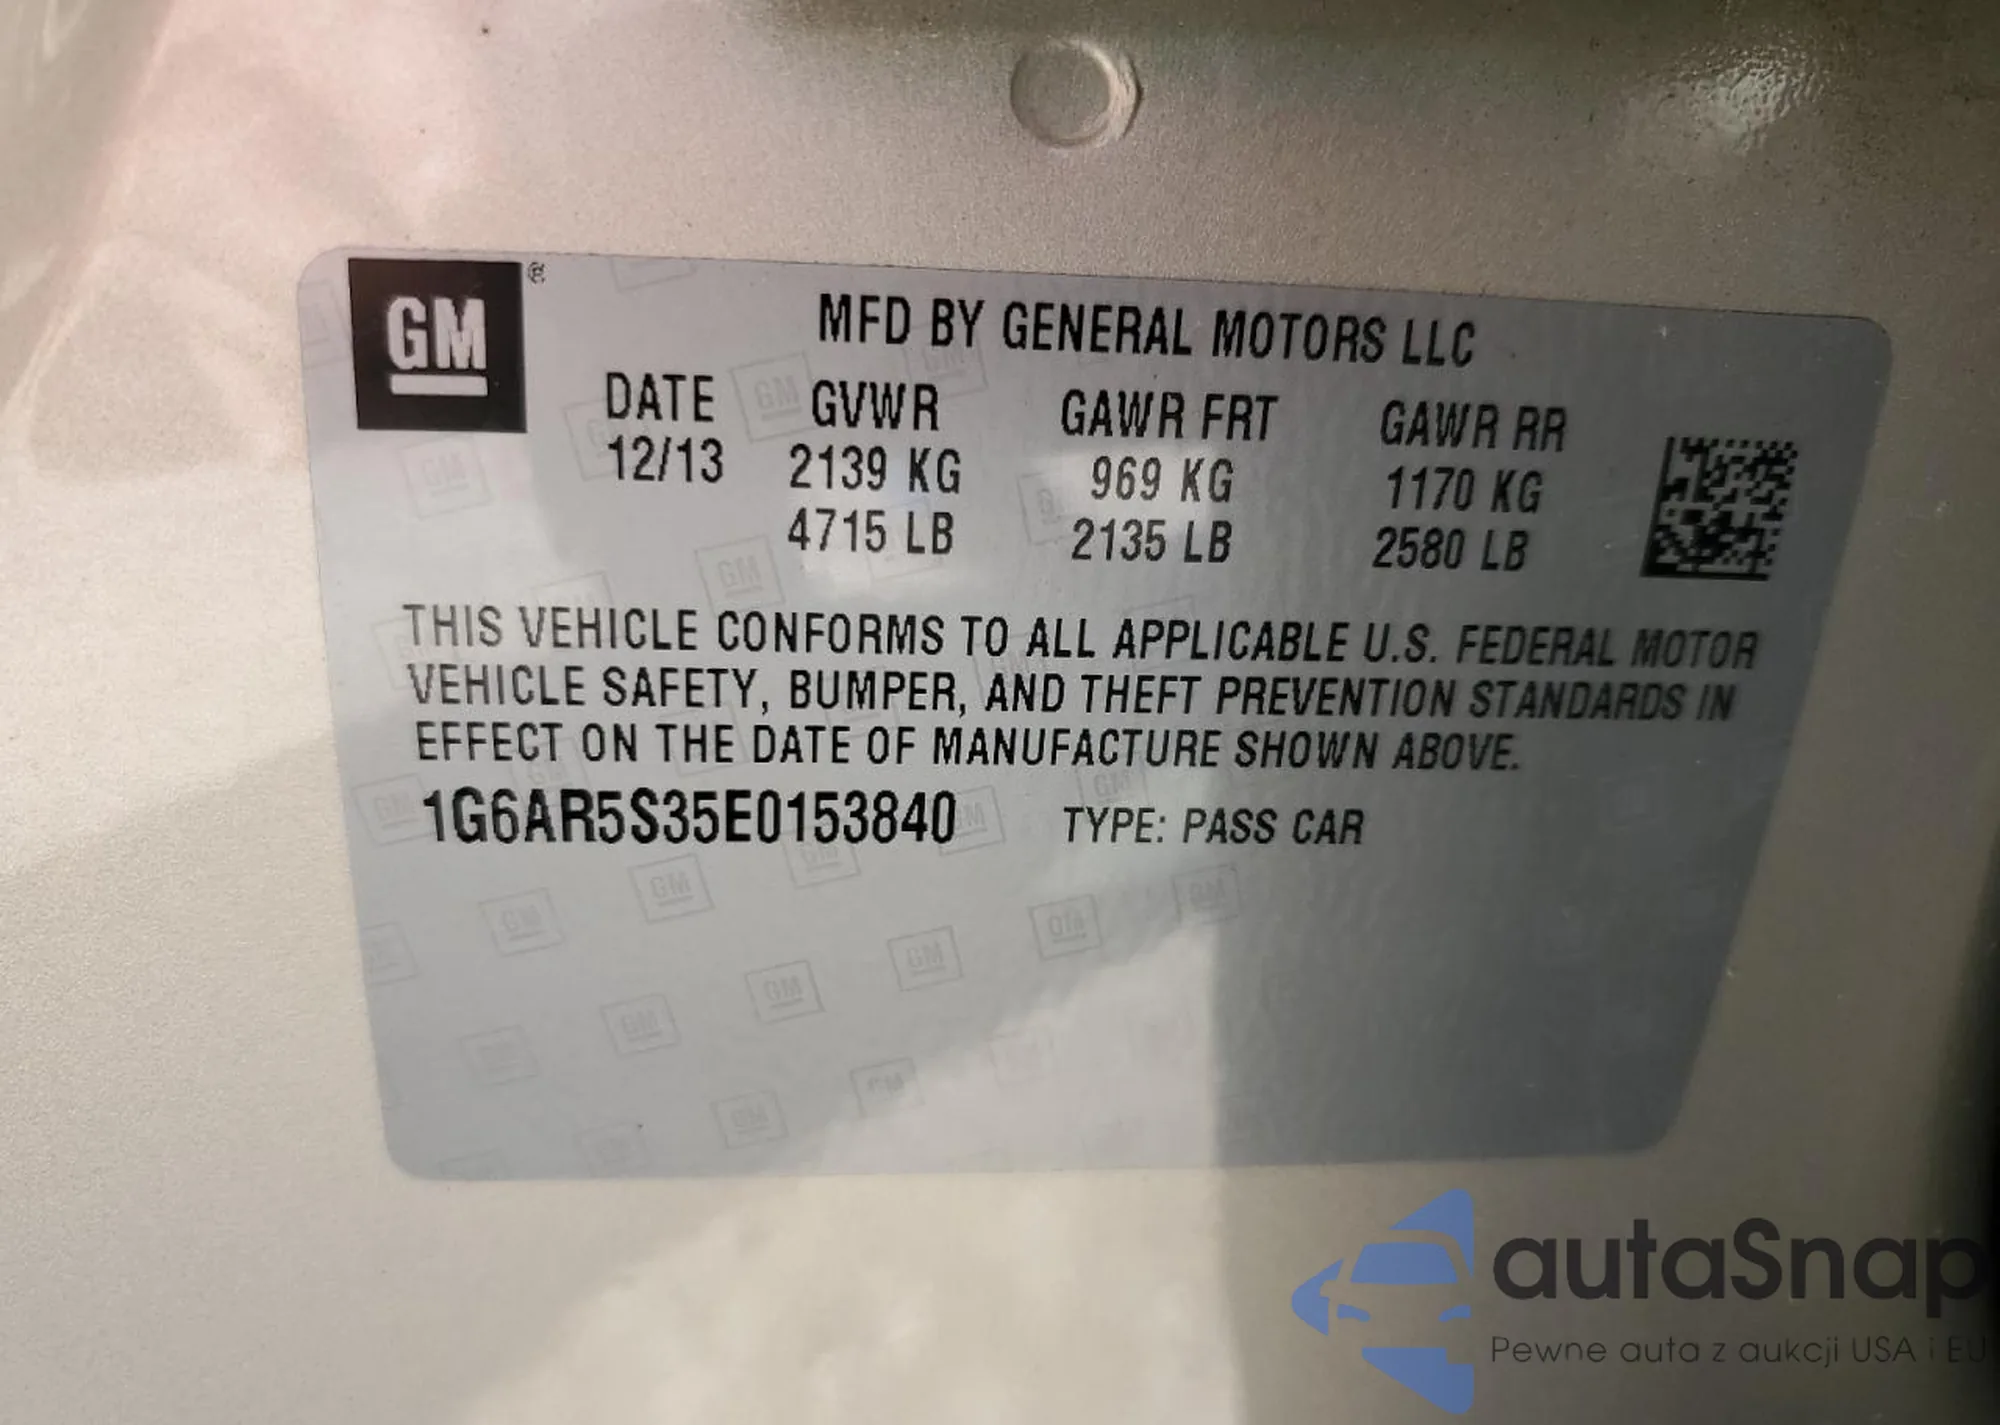 GM ®
MFD BY GENERAL MOTORS LLC
DATE GVWR GAWR FRT GAWR RR
12/13 2139 KG 969 KG 1170 KG
4715 LB 2135 LB 2580 LB
THIS VEHICLE CONFORMS TO ALL APPLICABLE U.S. FEDERAL MOTOR
VEHICLE SAFETY, BUMPER, AND THEFT PREVENTION STANDARDS IN
EFFECT ON THE DATE OF MANUFACTURE SHOWN ABOVE.
1G6AR5S35E0153840 TYPE: PASS CAR
autaSnap
Pewne auta z aukcji USA i EU